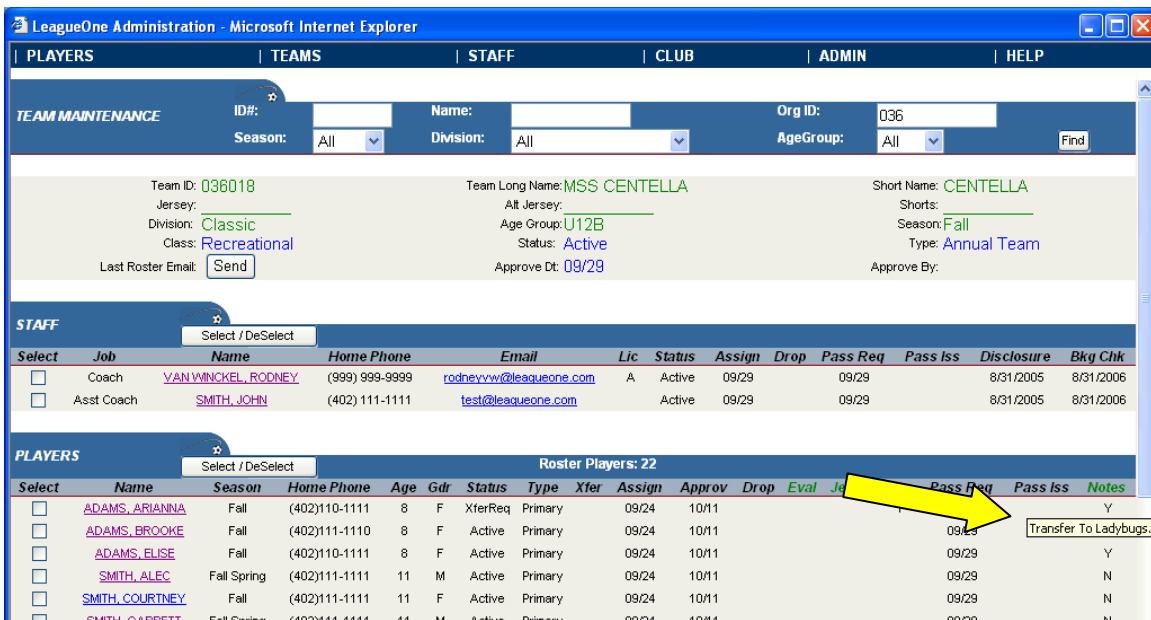 LeagueOne Administration - Microsoft Internet Explorer
| PLAYERS | TEAMS | STAFF | CLUB | ADMIN | HELP
TEAM MAINTENANCE ID#: Name: Org ID: 036
Season: All Division: All AgeGroup: All Find
Team ID: 036018 Team Long Name: MSS CENTELLA Short Name: CENTELLA
Jersey: Alt Jersey: Shorts:
Division: Classic Age Group: U12B Season: Fall
Class: Recreational Status: Active Type: Annual Team
Last Roster Email: Send Approve Dt: 09/29 Approve By:
STAFF Select / DeSelect
Select Job Name Home Phone Email Lic Status Assign Drop Pass Req Pass Iss Disclosure Bkg Chk
Coach VAN WINCKEL, RODNEY (999) 999-9999 rodneyvw@leaqueone.com A Active 09/29 09/29 8/31/2005 8/31/2006
Asst Coach SMITH, JOHN (402) 111-1111 test@leaqueone.com Active 09/29 09/29 8/31/2005 8/31/2006
PLAYERS Select / DeSelect Roster Players: 22
Select Name Season Home Phone Age Gdr Status Type Xfer Assign Approv Drop Eval Pass Req Pass Iss Notes
ADAMS, ARIANNA Fall (402)110-1111 8 F XferReq Primary 09/24 10/11 Y
ADAMS, BROOKE Fall (402)111-1110 8 F Active Primary 09/24 10/11 09/29 Transfer To Ladybugs.
ADAMS, ELISE Fall (402)110-1111 8 F Active Primary 09/24 10/11 09/29 Y
SMITH, ALEC Fall Spring (402)111-1111 11 M Active Primary 09/24 10/11 09/29 N
SMITH, COURTNEY Fall (402)111-1111 11 F Active Primary 09/24 10/11 09/29 N